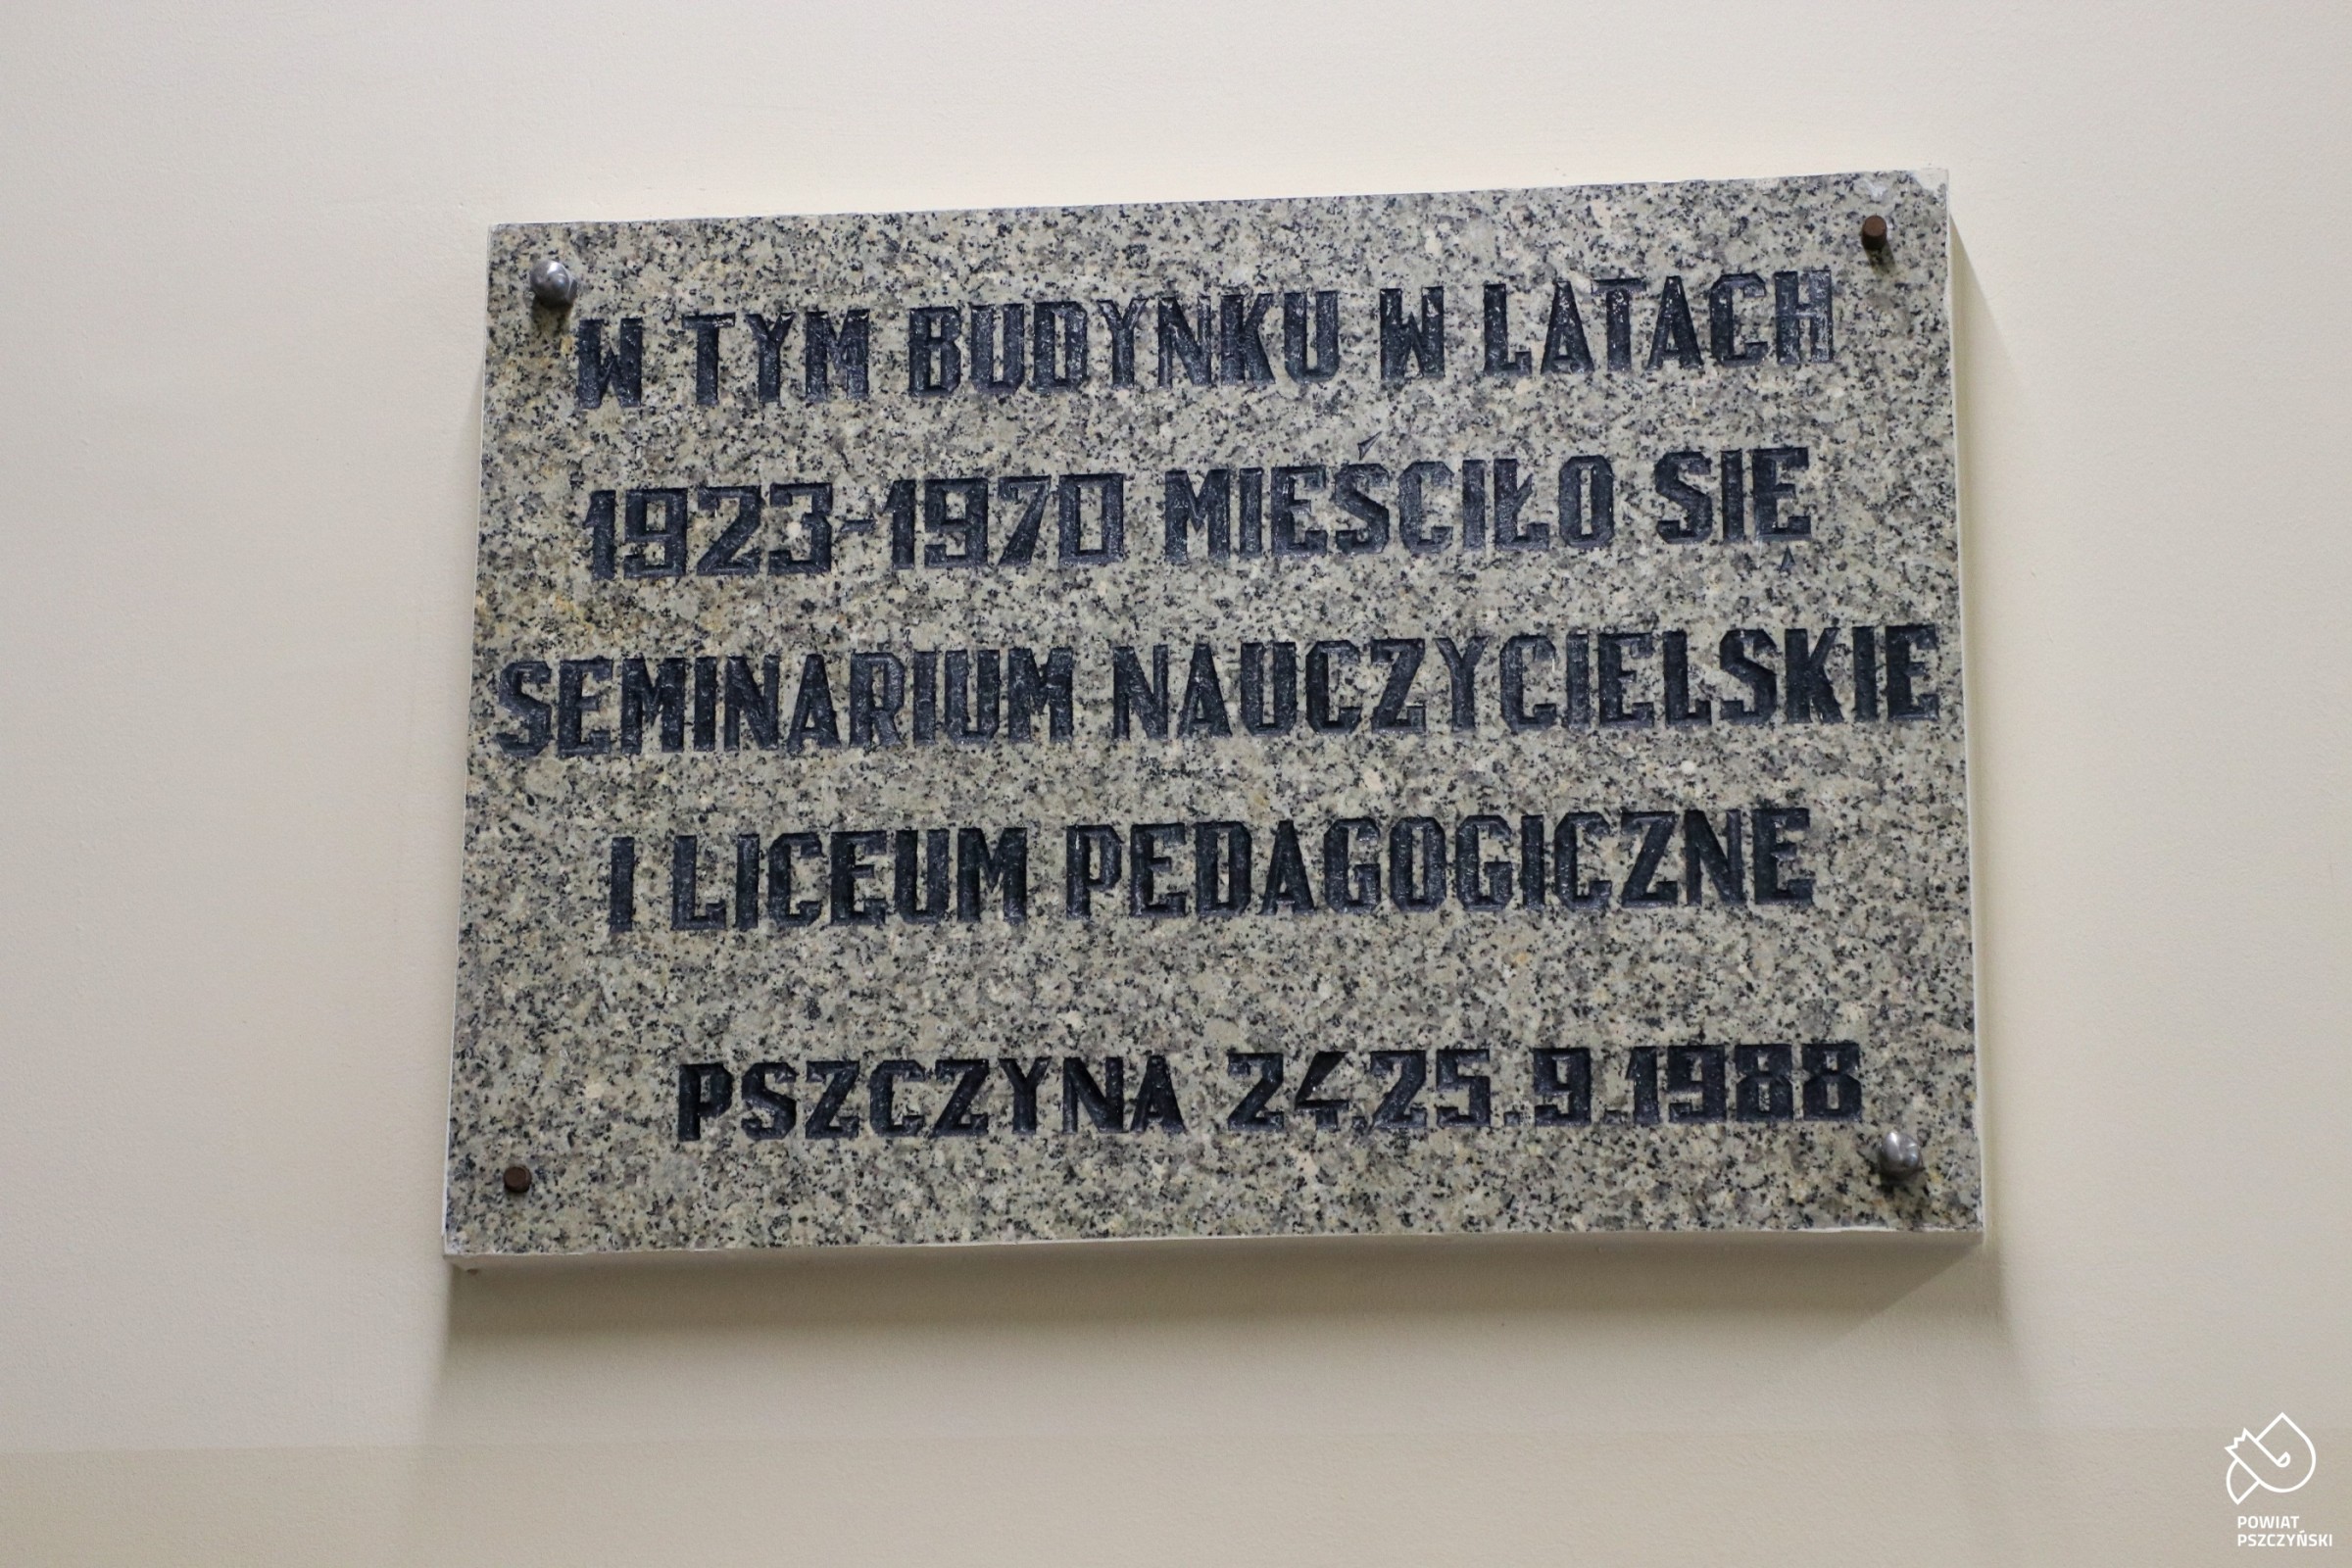 W TYM BUDYNKU W LATACH
1923-1970 MIEŚCIŁO SIĘ
SEMINARIUM NAUCZYCIELSKIE
I LICEUM PEDAGOGICZNE
PSZCZYNA 24,25.9.1988
POWIAT
PSZCZYŃSKI